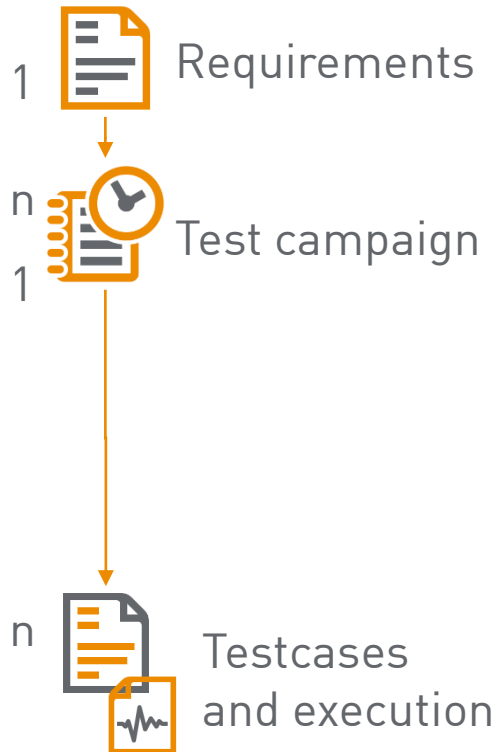 1
Requirements
n
Test campaign
1
n
Testcases
and execution